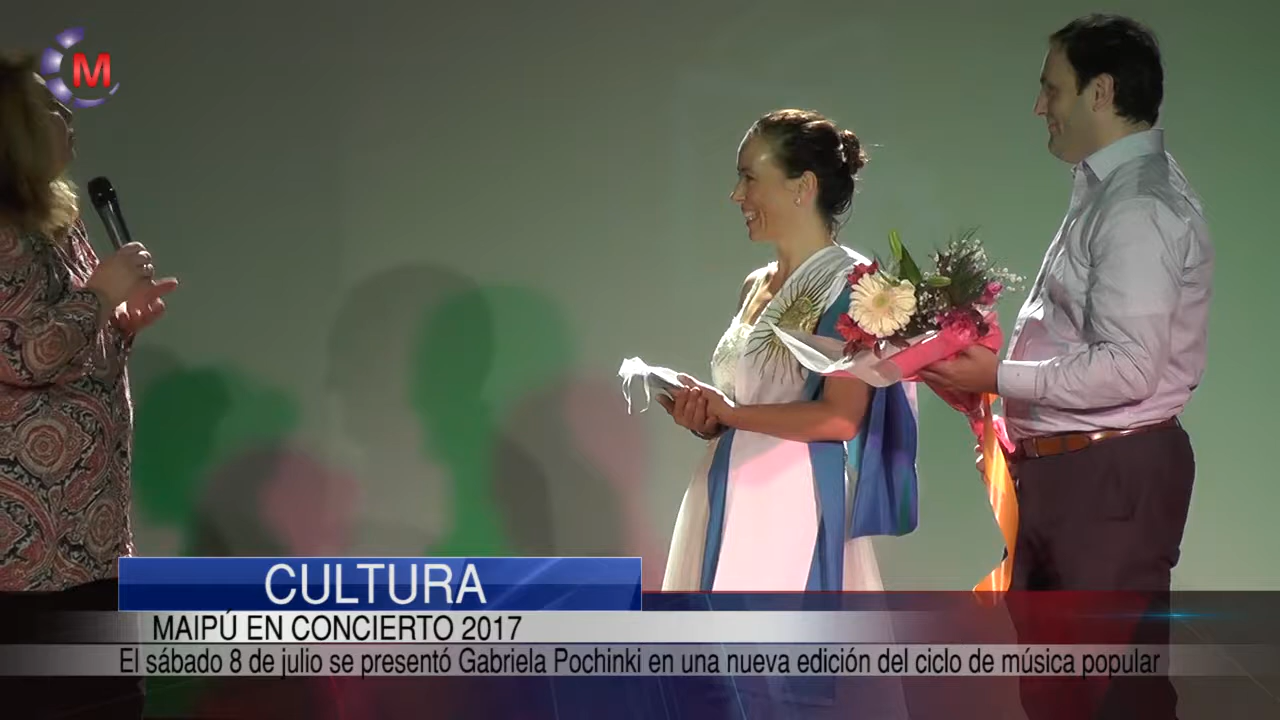 M
CULTURA
MAIPÚ EN CONCIERTO 2017
El sábado 8 de julio se presentó Gabriela Pochinki en una nueva edición del ciclo de música popular